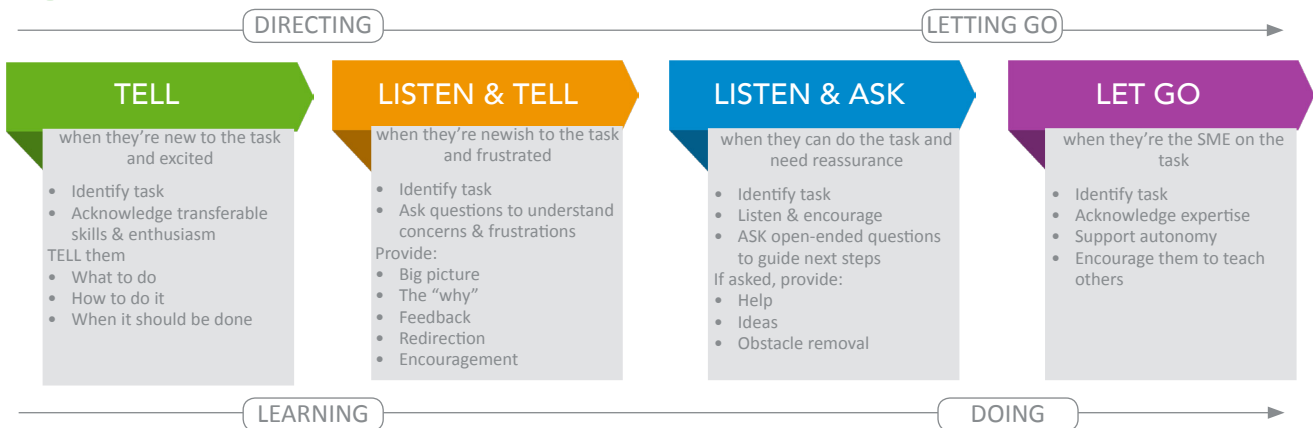 DIRECTING
LETTING GO
TELL
when they're new to the task
and excited
• Identify task
• Acknowledge transferable
skills & enthusiasm
TELL them
• What to do
• How to do it
• When it should be done
LISTEN & TELL
when they're newish to the task
and frustrated
• Identify task
• Ask questions to understand
concerns & frustrations
Provide:
• Big picture
• The “why”
• Feedback
• Redirection
• Encouragement
LISTEN & ASK
when they can do the task and
need reassurance
• Identify task
• Listen & encourage
• ASK open-ended questions
to guide next steps
If asked, provide:
• Help
• Ideas
• Obstacle removal
LET GO
when they're the SME on the
task
• Identify task
• Acknowledge expertise
• Support autonomy
• Encourage them to teach
others
LEARNING
DOING